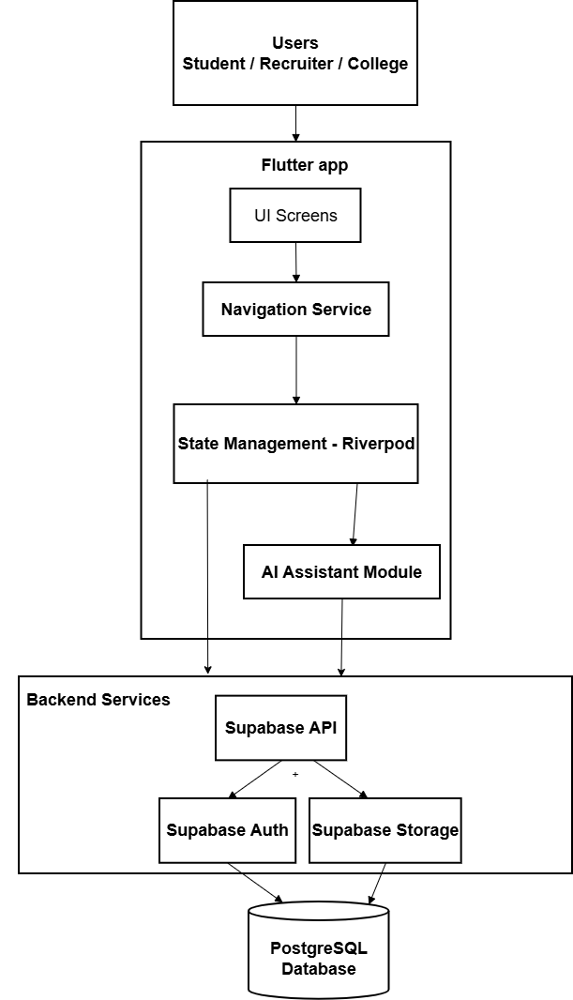 Users
Student / Recruiter / College
Flutter app
UI Screens
Navigation Service
State Management - Riverpod
AI Assistant Module
Backend Services
Supabase API
+
Supabase Auth
Supabase Storage
PostgreSQL
Database